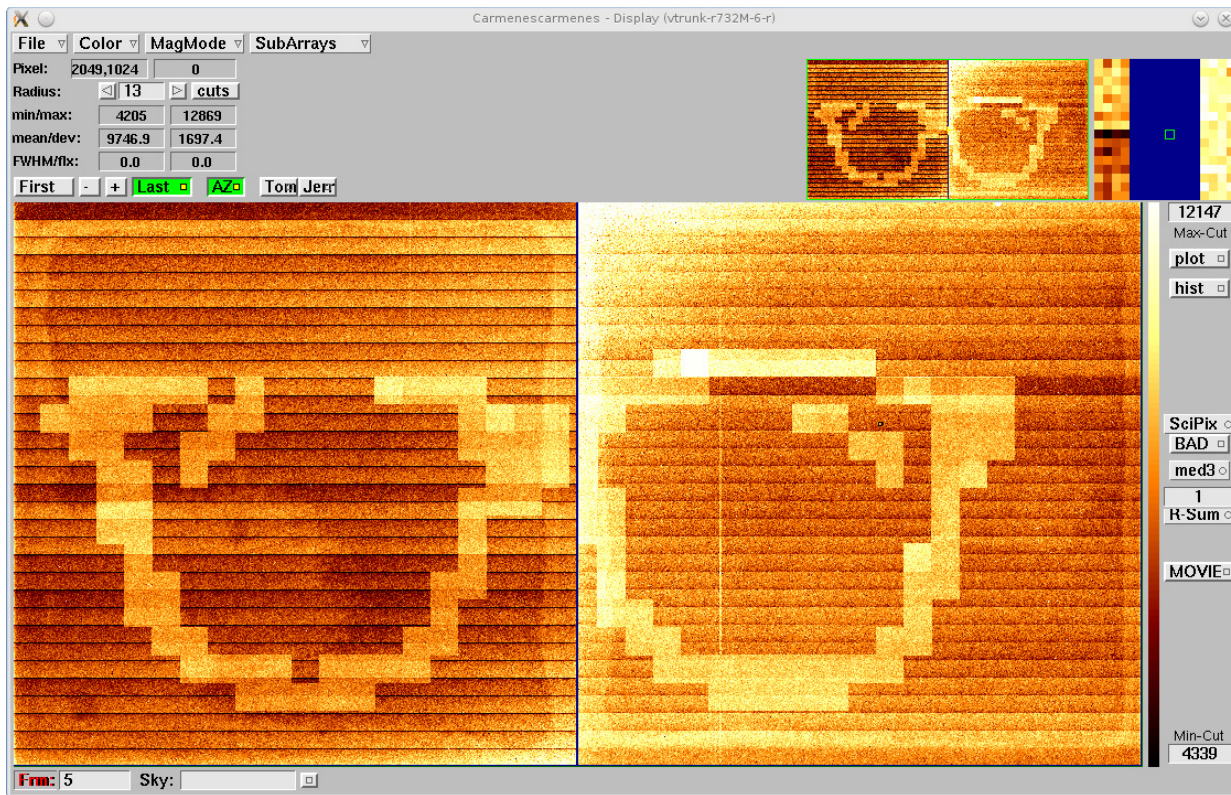 Carmenescarmenes - Display (vtrunk-r732M-6-r)
File Color MagMode SubArrays
Pixel: 2049,1024 0
Radius: 13 cuts
min/max: 4205 12869
mean/dev: 9746.9 1697.4
FWHM/flx: 0.0 0.0
First - + Last AZ Tom Jerr
12147
Max-Cut
plot
hist
SciPix
BAD
med3
1
R-Sum
MOVIE
Min-Cut
4339
Frm: 5 Sky: